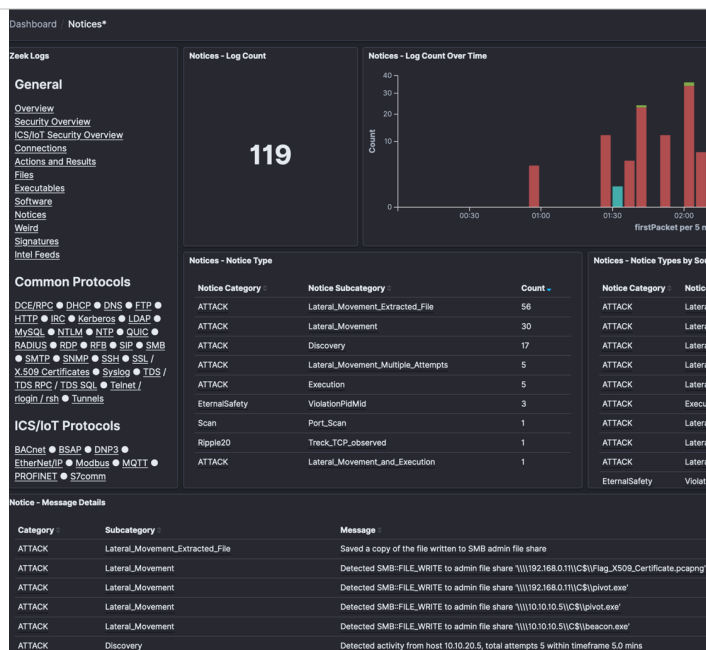 Dashboard / Notices*
Zeek Logs
General
Overview
Security Overview
ICS/IoT Security Overview
Connections
Actions and Results
Files
Executables
Software
Notices
Weird
Signatures
Intel Feeds
Common Protocols
DCE/RPC ● DHCP ● DNS ● FTP ●
HTTP ● IRC ● Kerberos ● LDAP ●
MySQL ● NTLM ● NTP ● QUIC ●
RADIUS ● RDP ● RFB ● SIP ● SMB
● SMTP ● SNMP ● SSH ● SSL /
X.509 Certificates ● Syslog ● TDS /
TDS RPC / TDS SQL ● Telnet /
rlogin / rsh ● Tunnels
ICS/IoT Protocols
BACnet ● BSAP ● DNP3 ●
EtherNet/IP ● Modbus ● MQTT ●
PROFINET ● S7comm
Notices - Log Count
119
Notices - Log Count Over Time
Count
40
30
20
10
0
00:30 01:00 01:30 02:00
firstPacket per 5 m
Notices - Notice Type
Notice Category Notice Subcategory Count
ATTACK Lateral_Movement_Extracted_File 56
ATTACK Lateral_Movement 30
ATTACK Discovery 17
ATTACK Lateral_Movement_Multiple_Attempts 5
ATTACK Execution 5
EternalSafety ViolationPidMid 3
Scan Port_Scan 1
Ripple20 Treck_TCP_observed 1
ATTACK Lateral_Movement_and_Execution 1
Notices - Notice Types by So
Notice Category Notic
ATTACK Latera
ATTACK Latera
ATTACK Latera
ATTACK Latera
ATTACK Latera
ATTACK Execu
ATTACK Latera
ATTACK Latera
ATTACK Latera
EternalSafety Violat
Notice - Message Details
Category Subcategory Message
ATTACK Lateral_Movement_Extracted_File Saved a copy of the file written to SMB admin file share
ATTACK Lateral_Movement Detected SMB::FILE_WRITE to admin file share '\\\\192.168.0.11\\C$\\Flag_X509_Certificate.pcapng'
ATTACK Lateral_Movement Detected SMB::FILE_WRITE to admin file share '\\\\192.168.0.11\\C$\\pivot.exe'
ATTACK Lateral_Movement Detected SMB::FILE_WRITE to admin file share '\\\\10.10.10.5\\C$\\pivot.exe'
ATTACK Lateral_Movement Detected SMB::FILE_WRITE to admin file share '\\\\10.10.10.5\\C$\\beacon.exe'
ATTACK Discovery Detected activity from host 10.10.20.5, total attempts 5 within timeframe 5.0 mins